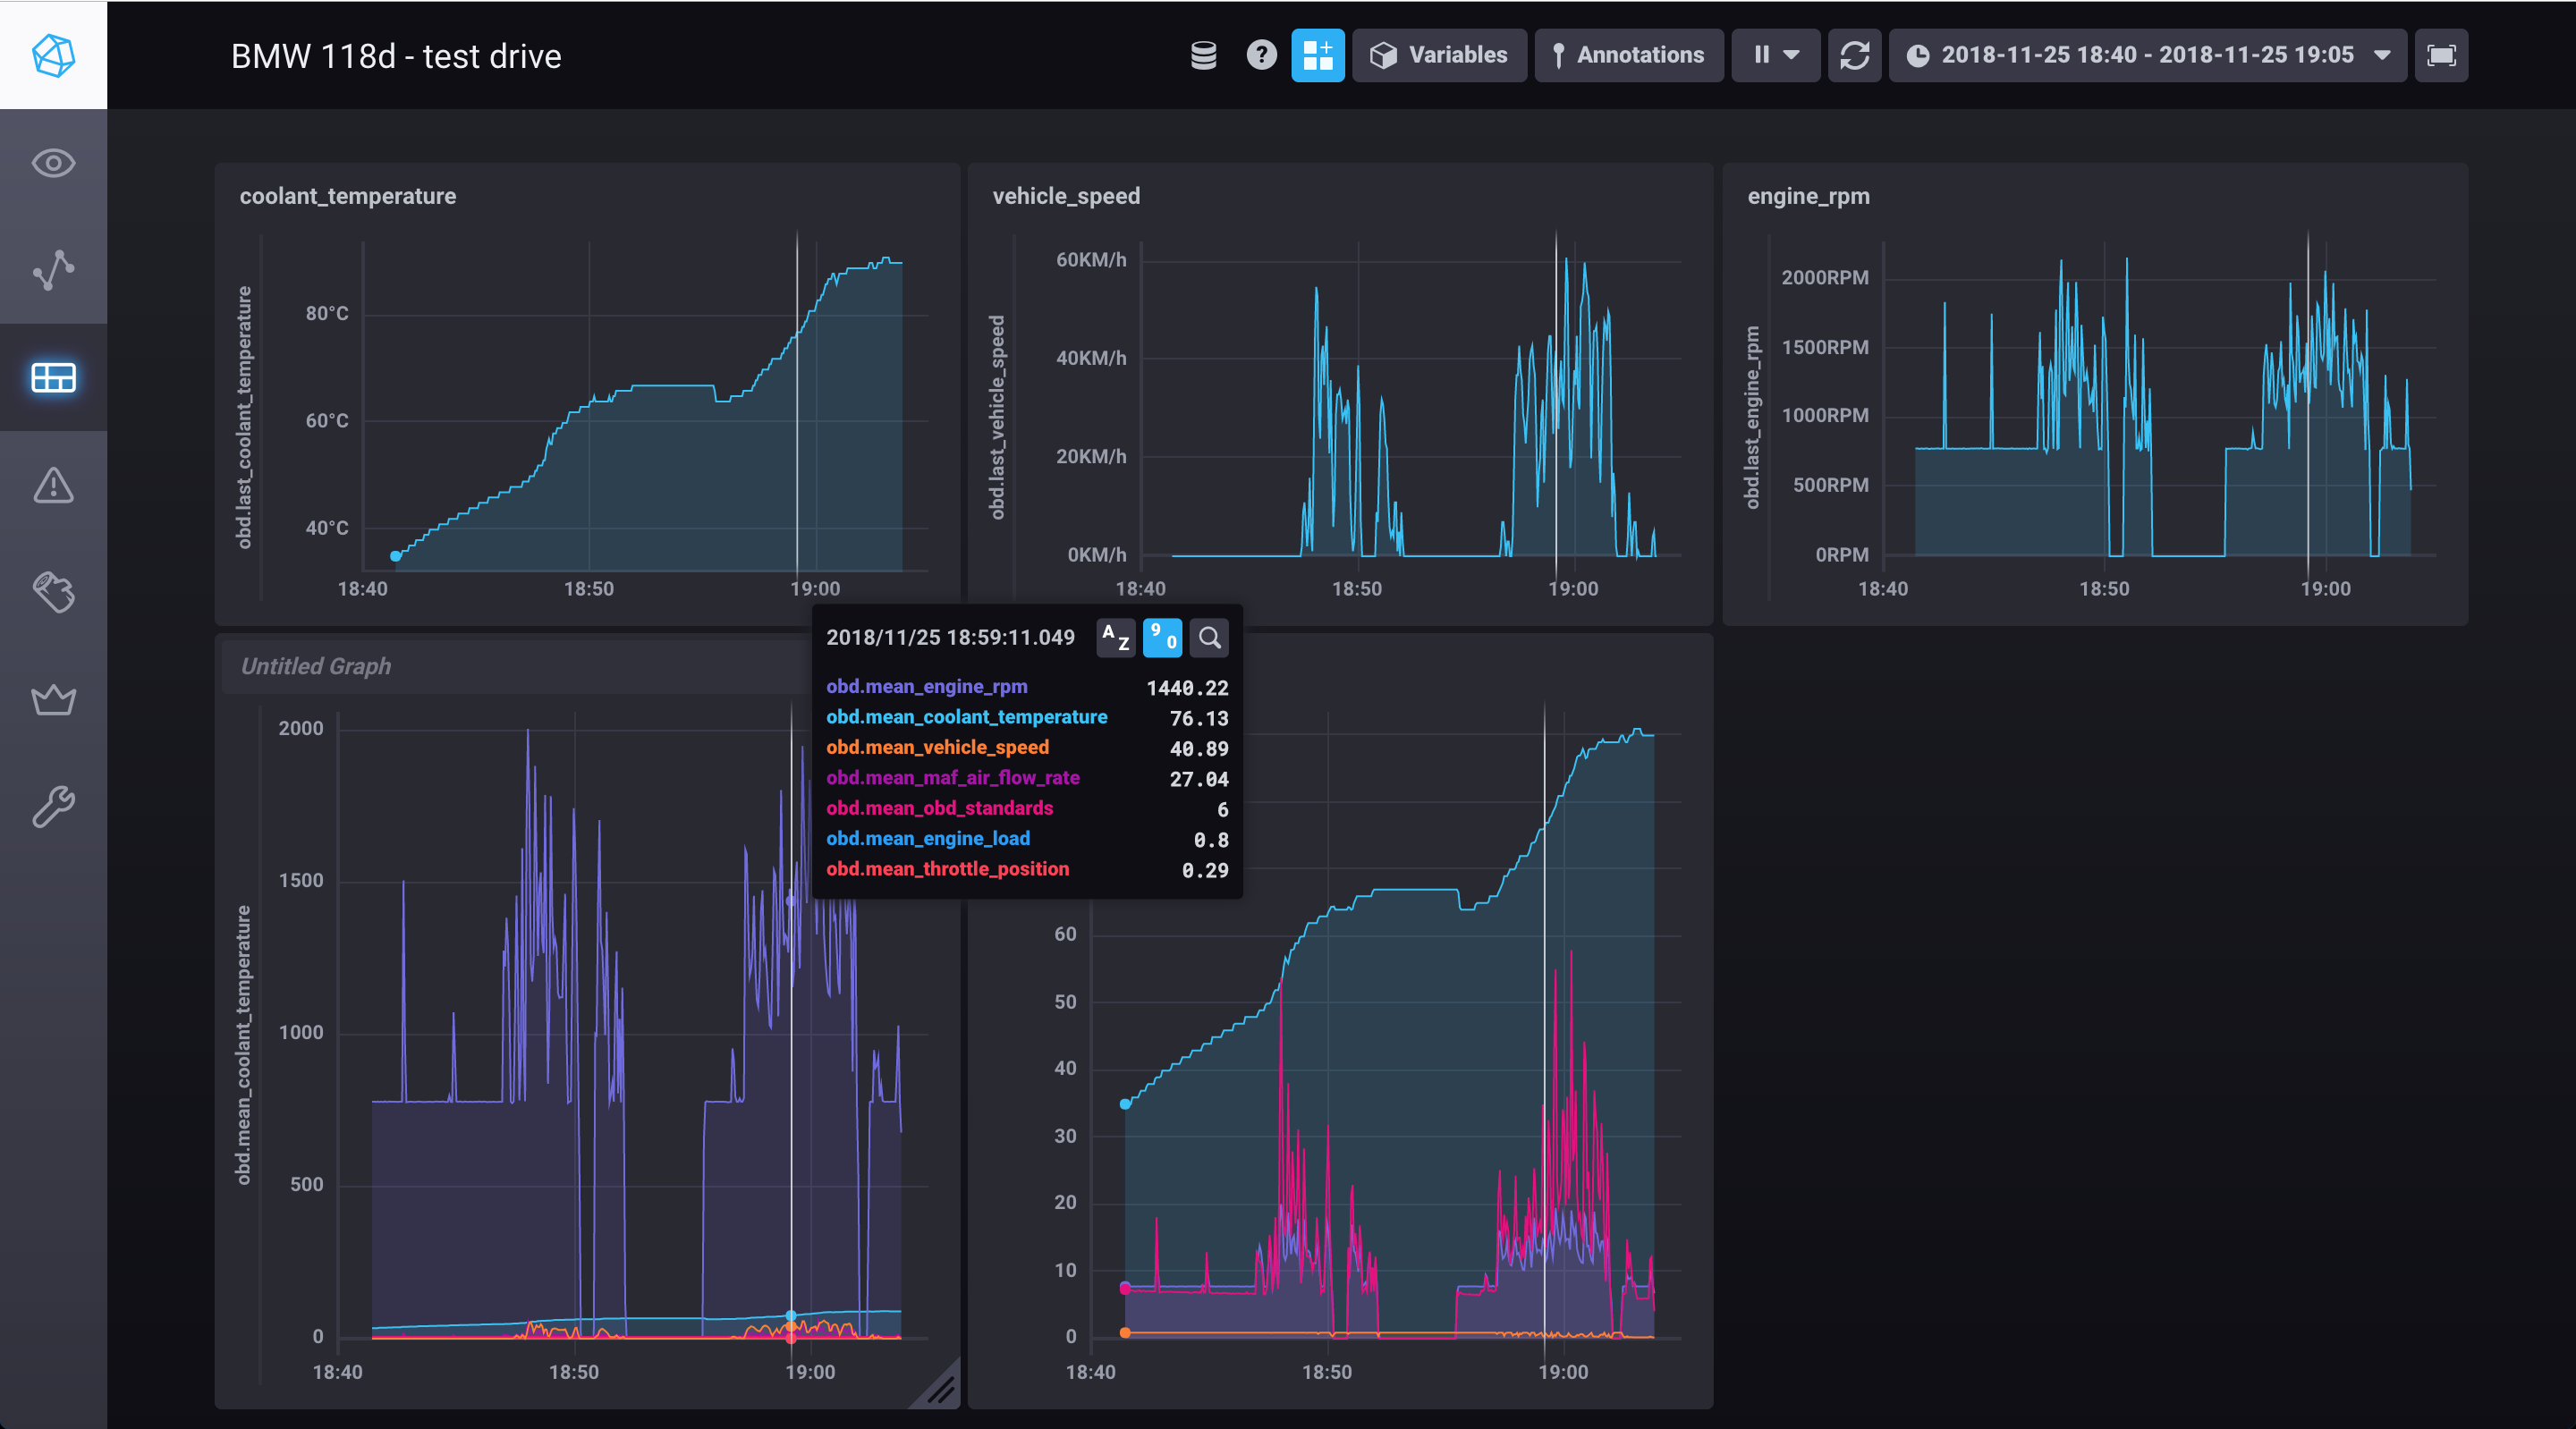 BMW 118d - test drive
?
Variables
Annotations
2018-11-25 18:40 - 2018-11-25 19:05
coolant_temperature
obd.last_coolant_temperature
80°C
60°C
40°C
18:40 18:50 19:00
vehicle_speed
obd.last_vehicle_speed
60KM/h
40KM/h
20KM/h
0KM/h
18:40 18:50 19:00
engine_rpm
obd.last_engine_rpm
2000RPM
1500RPM
1000RPM
500RPM
0RPM
18:40 18:50 19:00
Untitled Graph
obd.mean_coolant_temperature
2000
1500
1000
500
0
18:40 18:50 19:00
2018/11/25 18:59:11.049 A Z 9 0
obd.mean_engine_rpm 1440.22
obd.mean_coolant_temperature 76.13
obd.mean_vehicle_speed 40.89
obd.mean_maf_air_flow_rate 27.04
obd.mean_obd_standards 6
obd.mean_engine_load 0.8
obd.mean_throttle_position 0.29
60
50
40
30
20
10
0
18:40 18:50 19:00